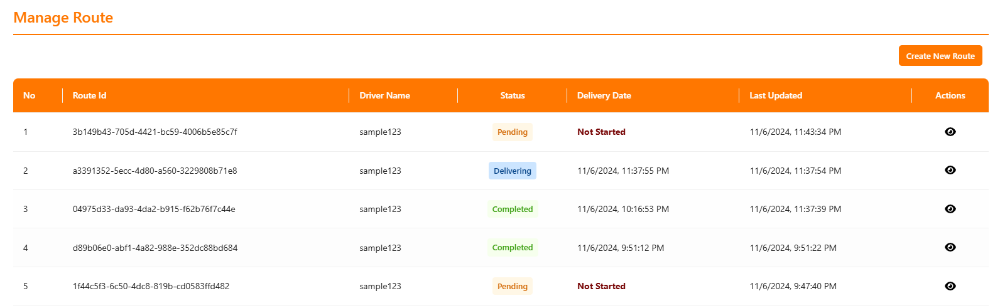 Manage Route
Create New Route
No Route Id Driver Name Status Delivery Date Last Updated Actions
1 3b149b43-705d-4421-bc59-4006b5e85c7f sample123 Pending Not Started 11/6/2024, 11:43:34 PM
2 a3391352-5ecc-4d80-a560-3229808b71e8 sample123 Delivering 11/6/2024, 11:37:55 PM 11/6/2024, 11:37:54 PM
3 04975d33-da93-4da2-b915-f62b76f7c44e sample123 Completed 11/6/2024, 10:16:53 PM 11/6/2024, 11:37:39 PM
4 d89b06e0-abf1-4a82-988e-352dc88bd684 sample123 Completed 11/6/2024, 9:51:12 PM 11/6/2024, 9:51:22 PM
5 1f44c5f3-6c50-4dc8-819b-cd0583ffd482 sample123 Pending Not Started 11/6/2024, 9:47:40 PM